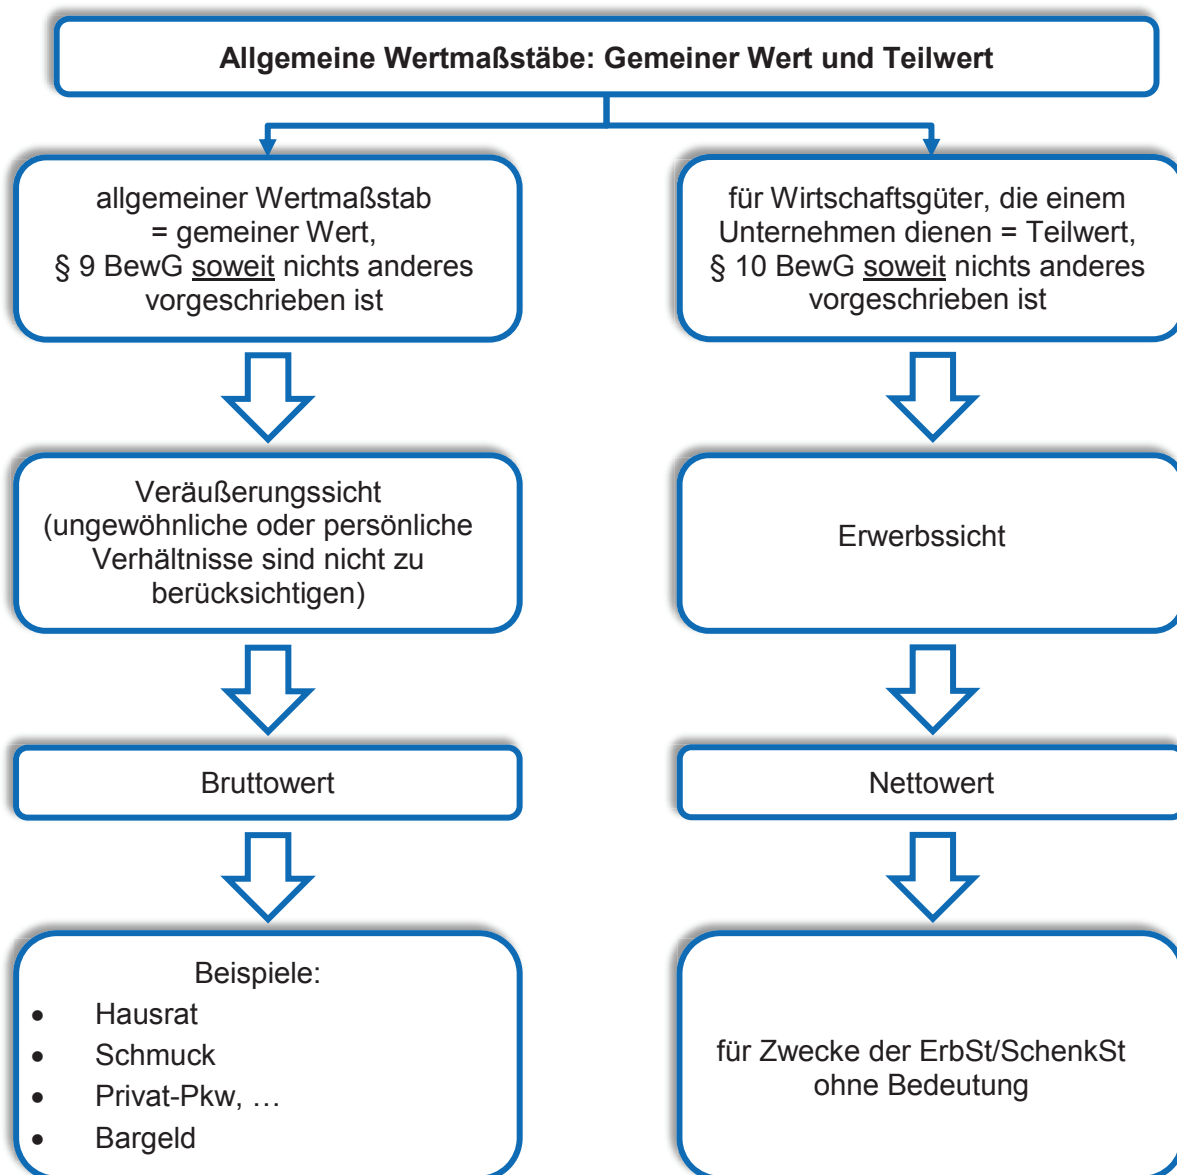 Allgemeine Wertmaßstäbe: Gemeiner Wert und Teilwert
allgemeiner Wertmaßstab
= gemeiner Wert,
§ 9 BewG soweit nichts anderes
vorgeschrieben ist
für Wirtschaftsgüter, die einem
Unternehmen dienen = Teilwert,
§ 10 BewG soweit nichts anderes
vorgeschrieben ist
Veräußerungssicht
(ungewöhnliche oder persönliche
Verhältnisse sind nicht zu
berücksichtigen)
Erwerbssicht
Bruttowert
Nettowert
Beispiele:
• Hausrat
• Schmuck
• Privat-Pkw, …
• Bargeld
für Zwecke der ErbSt/SchenkSt
ohne Bedeutung